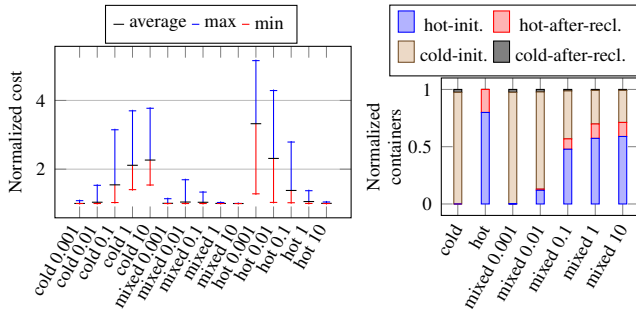 average max min
Normalized cost
4
2
cold 0.001
cold 0.01
cold 0.1
cold 1
cold 10
mixed 0.001
mixed 0.01
mixed 0.1
mixed 1
mixed 10
hot 0.001
hot 0.01
hot 0.1
hot 1
hot 10
hot-init. hot-after-recl.
cold-init. cold-after-recl.
Normalized
containers
1
0.5
0
cold
hot
mixed 0.001
mixed 0.01
mixed 0.1
mixed 1
mixed 10